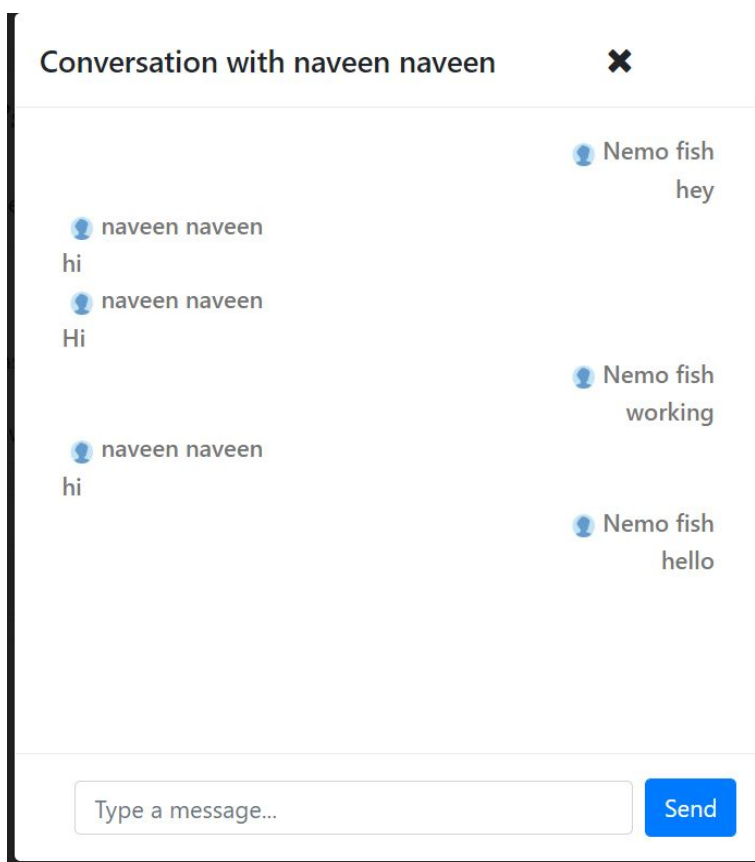 Conversation with naveen naveen
Nemo fish
hey
naveen naveen
hi
naveen naveen
Hi
Nemo fish
working
naveen naveen
hi
Nemo fish
hello
Type a message...
Send